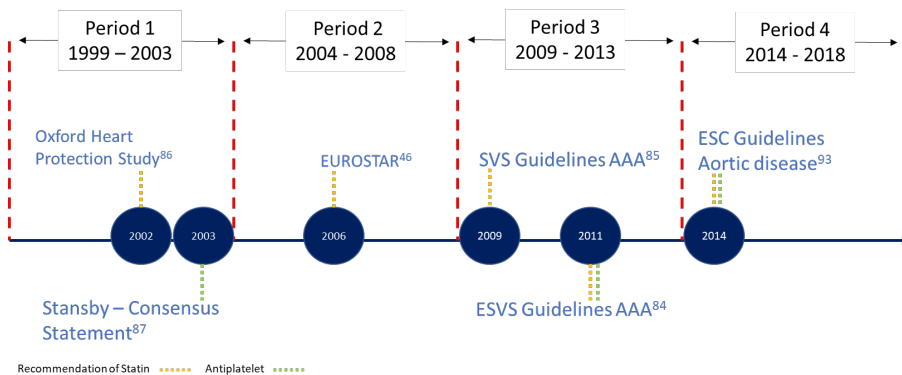 Period 1
1999 – 2003
Period 2
2004 - 2008
Period 3
2009 - 2013
Period 4
2014 - 2018
Oxford Heart
Protection Study86
EUROSTAR46
SVS Guidelines AAA85
ESC Guidelines
Aortic disease93
2002
2003
2006
2009
2011
2014
Stansby – Consensus
Statement87
ESVS Guidelines AAA84
Recommendation of Statin
Antiplatelet